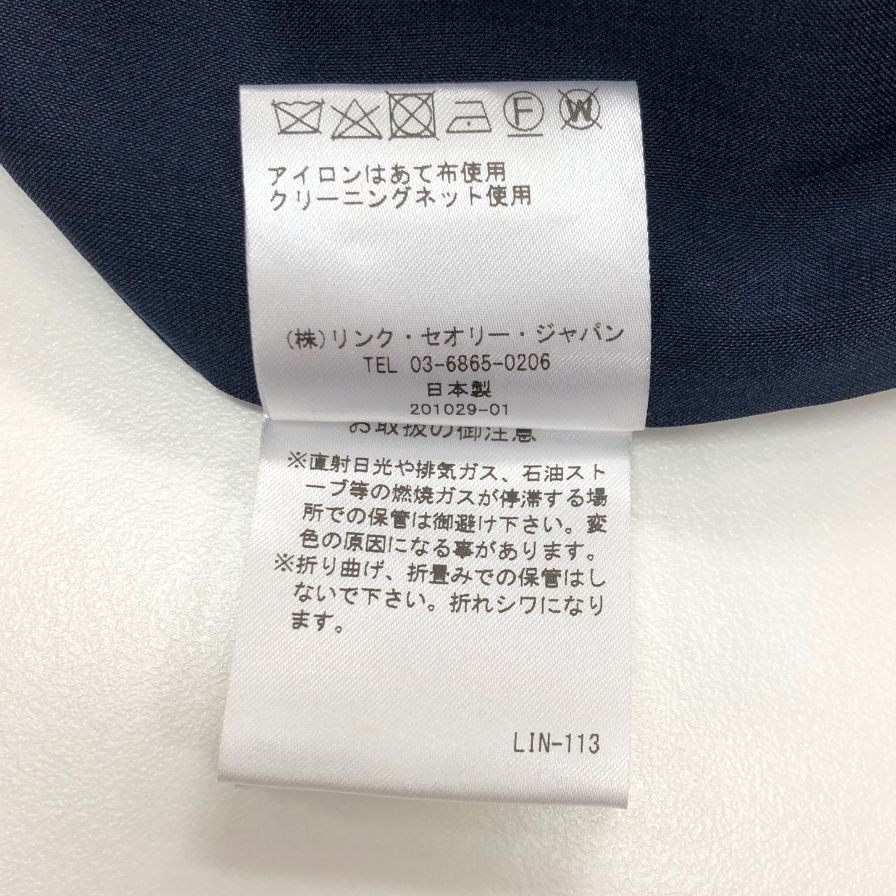 F W
アイロンはあて布使用
クリーニングネット使用
(株)リンク・セオリー・ジャパン
TEL 03-6865-0206
日本製
201029-01
お取扱の御注意
※直射日光や排気ガス、石油スト
ーブ等の燃焼ガスが停滞する場
所での保管は御避け下さい。変
色の原因になる事があります。
※折り曲げ、折畳みでの保管はし
ないで下さい。折れシワになり
ます。
LIN-113